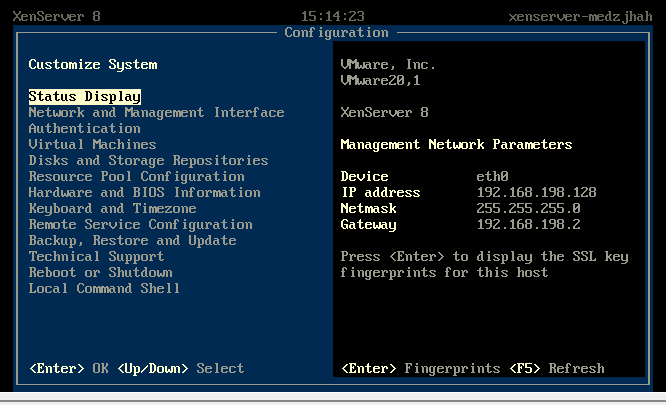 XenServer 8 15:14:23 xenserver-medzjhah
Configuration
Customize System
Status Display
Network and Management Interface
Authentication
Virtual Machines
Disks and Storage Repositories
Resource Pool Configuration
Hardware and BIOS Information
Keyboard and Timezone
Remote Service Configuration
Backup, Restore and Update
Technical Support
Reboot or Shutdown
Local Command Shell
<Enter> OK <Up/Down> Select
VMware, Inc.
VMware20,1
XenServer 8
Management Network Parameters
Device eth0
IP address 192.168.198.128
Netmask 255.255.255.0
Gateway 192.168.198.2
Press <Enter> to display the SSL key
fingerprints for this host
<Enter> Fingerprints <F5> Refresh